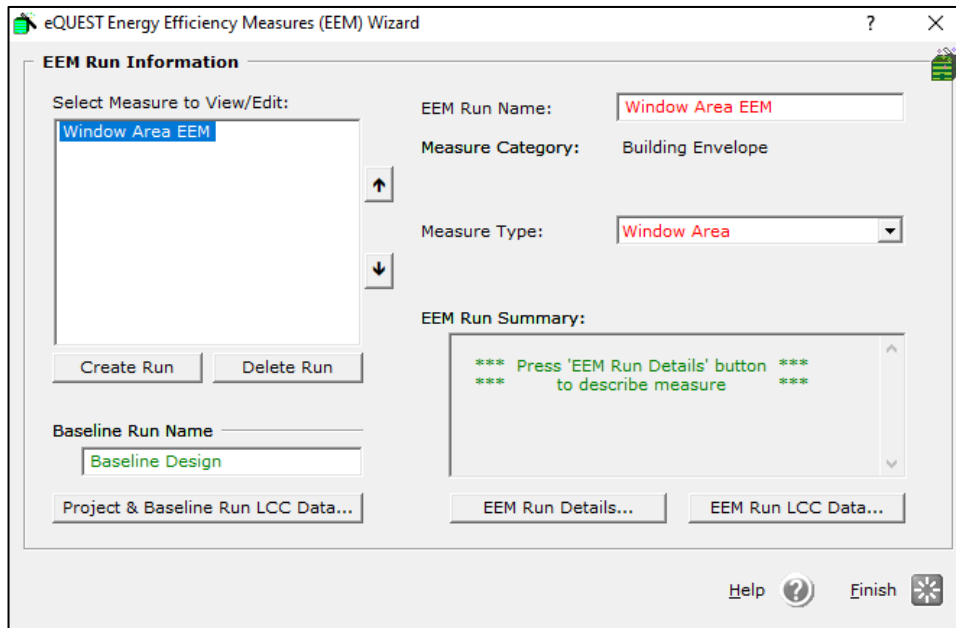 eQUEST Energy Efficiency Measures (EEM) Wizard ? ×
EEM Run Information
Select Measure to View/Edit:
Window Area EEM
Create Run Delete Run
Baseline Run Name
Baseline Design
Project & Baseline Run LCC Data...
EEM Run Name: Window Area EEM
Measure Category: Building Envelope
Measure Type: Window Area
EEM Run Summary:
*** Press 'EEM Run Details' button ***
*** to describe measure ***
EEM Run Details... EEM Run LCC Data...
Help ? Finish